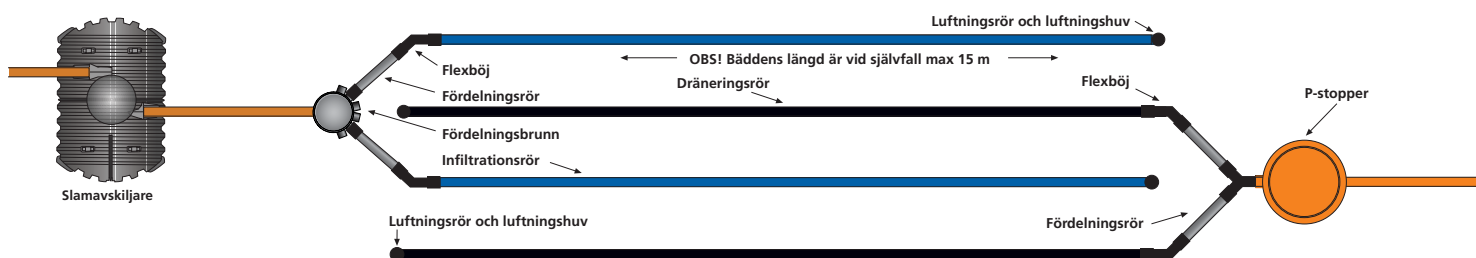 Luftningsrör och luftningshuv
OBS! Bäddens längd är vid självfall max 15 m
Flexböj
Dräneringsrör
Flexböj
Fördelningsrör
P-stopper
Fördelningsbrunn
Infiltrationsrör
Slamavskiljare
Luftningsrör och luftningshuv
Fördelningsrör